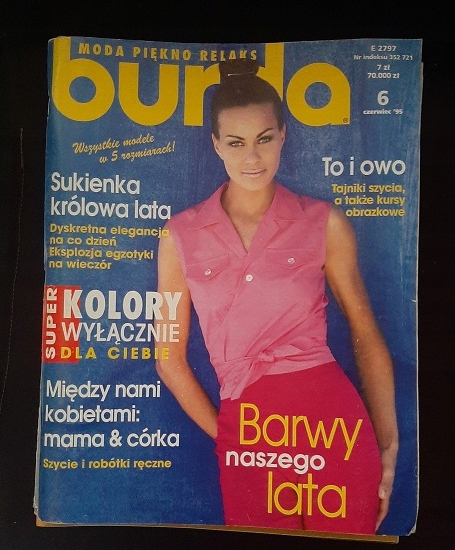 MODA PIĘKNO RELAKS
burda
E 2797
Nr indeksu 352 721
7 zł
70.000 zł
6
czerwiec '95
Wszystkie modele
w 5 rozmiarach!
Sukienka
królowa lata
Dyskretna elegancja
na co dzień
Eksplozja egzotyki
na wieczór
To i owo
Tajniki szycia,
a także kursy
obrazkowe
SUPER
KOLORY
WYŁĄCZNIE
DLA CIEBIE
Między nami
kobietami:
mama & córka
Szycie i robótki ręczne
Barwy
naszego
lata